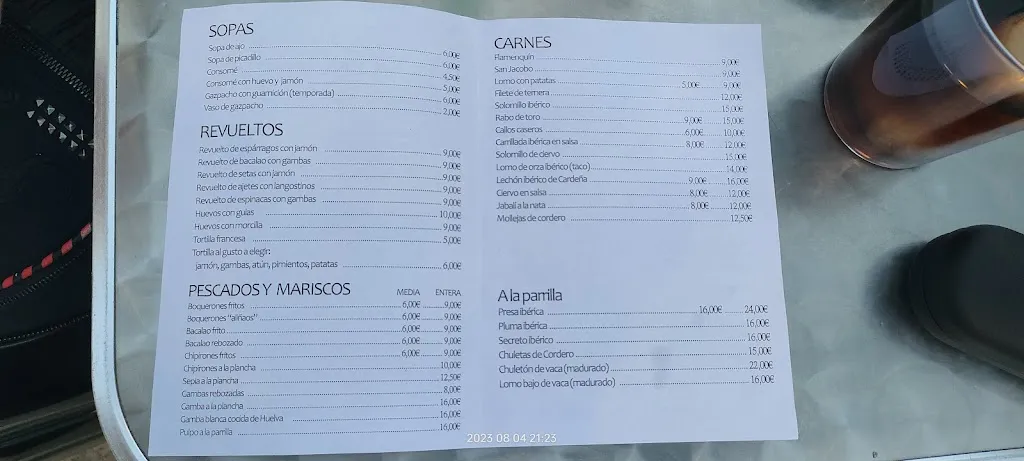 SOPAS
Sopa de ajo 6,00€
Sopa de picadillo 6,00€
Consomé 4,50€
Consomé con huevo y jamón 5,00€
Gazpacho con guarnición (temporada) 6,00€
Vaso de gazpacho 2,00€
REVUELTOS
Revuelto de espárragos con jamón 9,00€
Revuelto de bacalao con gambas 9,00€
Revuelto de setas con jamón 9,00€
Revuelto de ajetes con langostinos 9,00€
Revuelto de espinacas con gambas 9,00€
Huevos con gulas 10,00€
Huevos con morcilla 9,00€
Tortilla francesa 5,00€
Tortilla al gusto a elegir:
jamón, gambas, atún, pimientos, patatas 6,00€
PESCADOS Y MARISCOS MEDIA ENTERA
Boquerones fritos 6,00€ 9,00€
Boquerones "aliñaos" 6,00€ 9,00€
Bacalao frito 6,00€ 9,00€
Bacalao rebozado 6,00€ 9,00€
Chipirones fritos 6,00€ 9,00€
Chipirones a la plancha 10,00€
Sepia a la plancha 12,50€
Gambas rebozadas 8,00€
Gamba a la plancha 16,00€
Gamba blanca cocida de Huelva 16,00€
Pulpo a la parrilla 16,00€
CARNES
Flamenquín 9,00€
San Jacobo 9,00€
Lomo con patatas 5,00€ 9,00€
Filete de ternera 12,00€
Solomillo ibérico 15,00€
Rabo de toro 9,00€ 15,00€
Callos caseros 6,00€ 10,00€
Carrillada ibérica en salsa 8,00€ 12,00€
Solomillo de ciervo 15,00€
Lomo de orza ibérico (taco) 14,00€
Lechón ibérico de Cardeña 9,00€ 16,00€
Ciervo en salsa 8,00€ 12,00€
Jabalí a la nata 8,00€ 12,00€
Mollejas de cordero 12,50€
A la parrilla
Presa ibérica 16,00€ 24,00€
Pluma ibérica 16,00€
Secreto ibérico 16,00€
Chuletas de Cordero 15,00€
Chuletón de vaca (madurado) 22,00€
Lomo bajo de vaca (madurado) 16,00€
2023 08 04 21:23